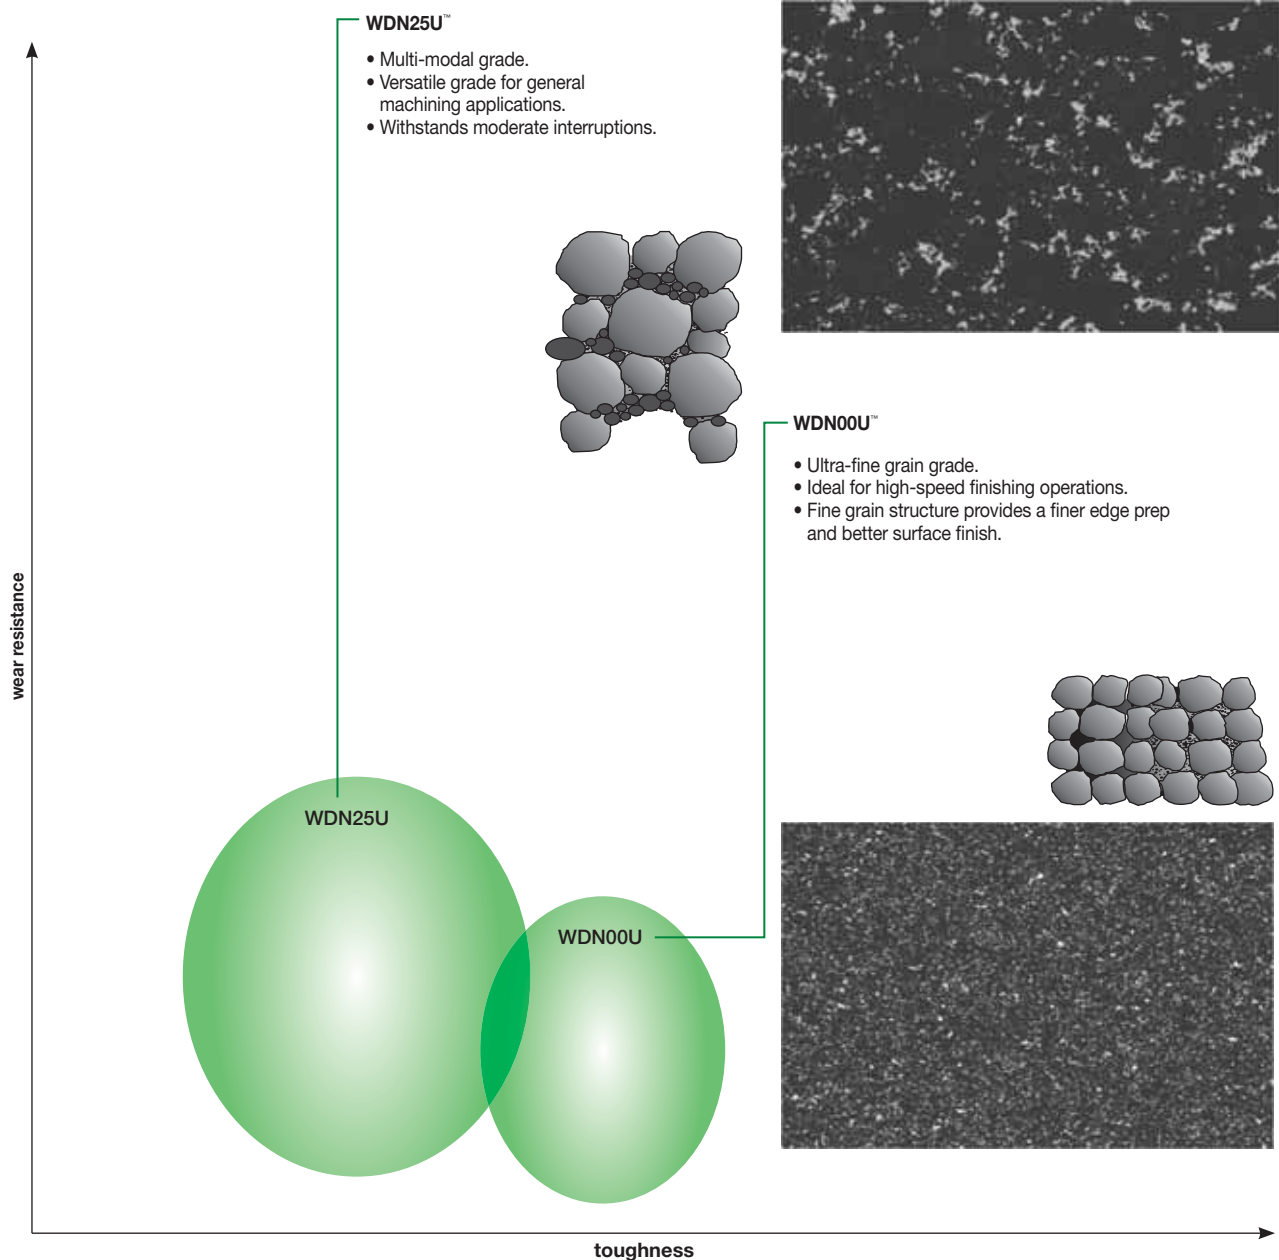 WDN25U™
• Multi-modal grade.
• Versatile grade for general
machining applications.
• Withstands moderate interruptions.
WDN00U™
• Ultra-fine grain grade.
• Ideal for high-speed finishing operations.
• Fine grain structure provides a finer edge prep
and better surface finish.
wear resistance
WDN25U
WDN00U
toughness